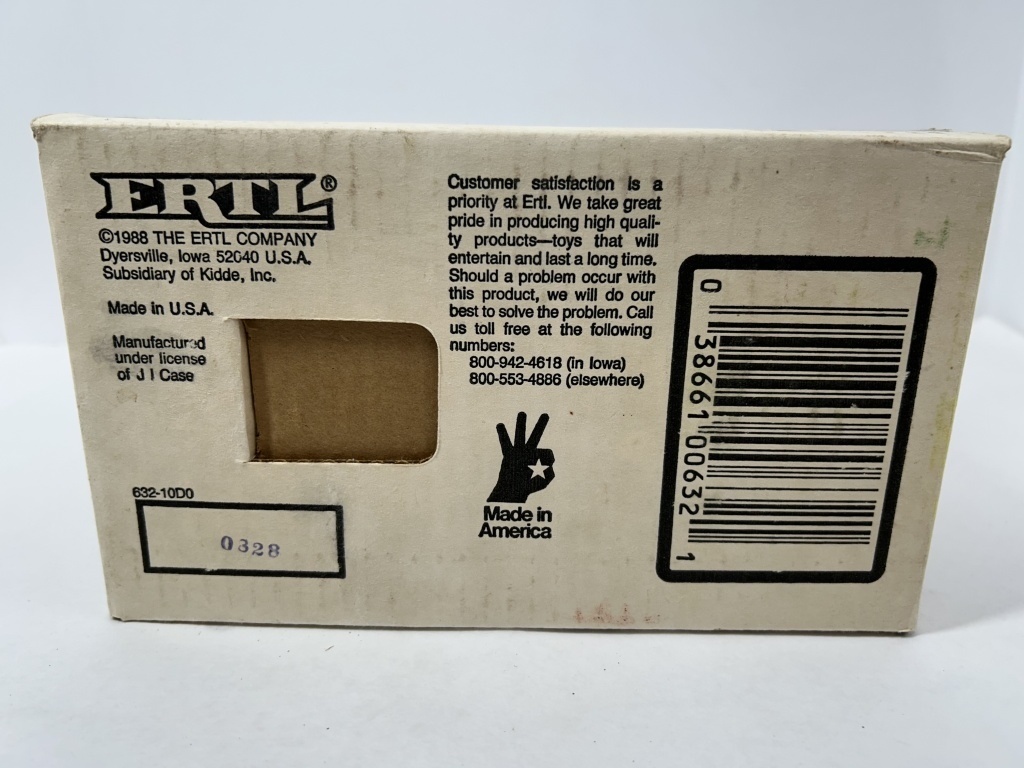 ERTL®
©1988 THE ERTL COMPANY
Dyersville, Iowa 52040 U.S.A.
Subsidiary of Kidde, Inc.
Made in U.S.A.
Manufactured
under license
of J I Case
632-10D0
0328
Customer satisfaction is a
priority at Ertl. We take great
pride in producing high quali-
ty products—toys that will
entertain and last a long time.
Should a problem occur with
this product, we will do our
best to solve the problem. Call
us toll free at the following
numbers:
800-942-4618 (in Iowa)
800-553-4886 (elsewhere)
Made in
America
0 38661 00632 1